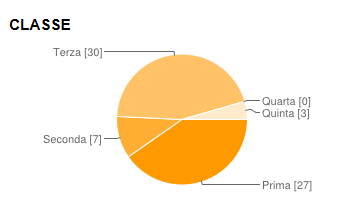 CLASSE
Terza [30]
Quarta [0]
Quinta [3]
Seconda [7]
Prima [27]